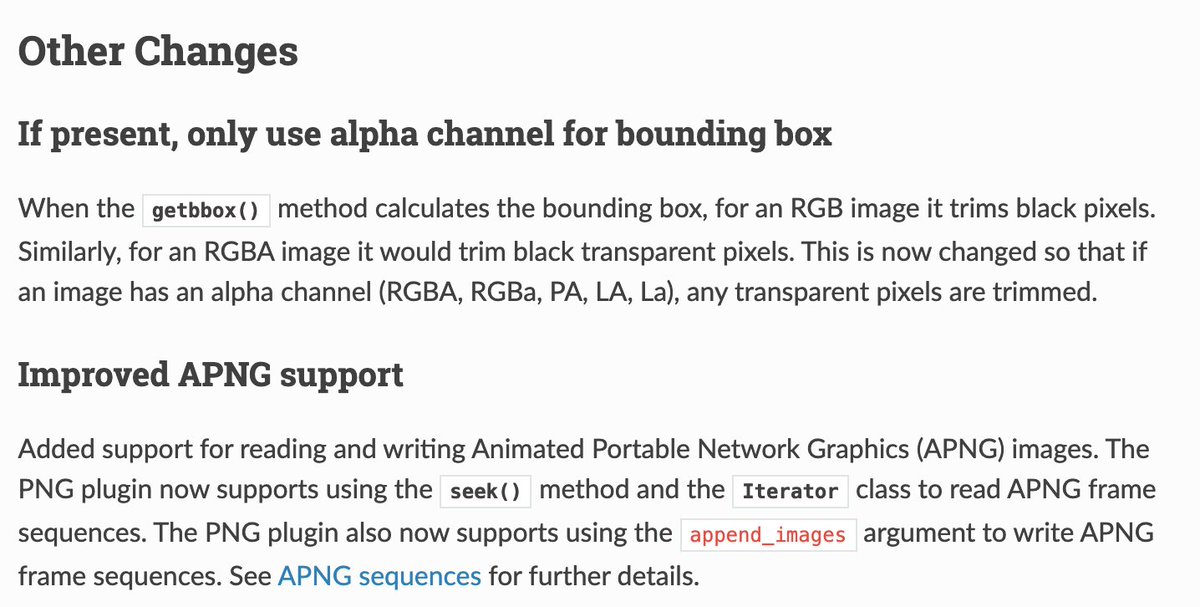 Other Changes
If present, only use alpha channel for bounding box
When the getbbox() method calculates the bounding box, for an RGB image it trims black pixels.
Similarly, for an RGBA image it would trim black transparent pixels. This is now changed so that if
an image has an alpha channel (RGBA, RGBa, PA, LA, La), any transparent pixels are trimmed.
Improved APNG support
Added support for reading and writing Animated Portable Network Graphics (APNG) images. The
PNG plugin now supports using the seek() method and the Iterator class to read APNG frame
sequences. The PNG plugin also now supports using the append_images argument to write APNG
frame sequences. See APNG sequences for further details.